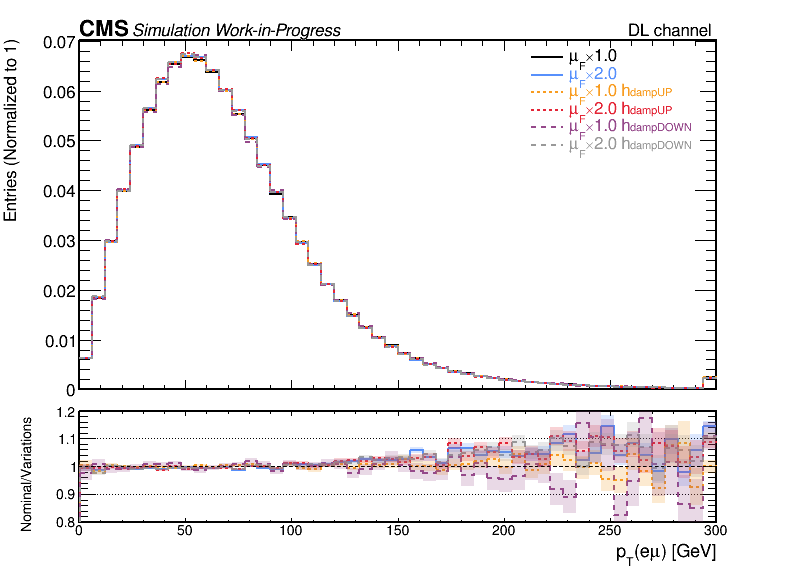 CMS Simulation Work-in-Progress DL channel
Entries (Normalized to 1)
0.07
0.06
0.05
0.04
0.03
0.02
0.01
0
μF×1.0
μF×2.0
μF×1.0 hdampUP
μF×2.0 hdampUP
μF×1.0 hdampDOWN
μF×2.0 hdampDOWN
Nominal/Variations
1.2
1.1
1
0.9
0.8
0 50 100 150 200 250 300
pT(eμ) [GeV]